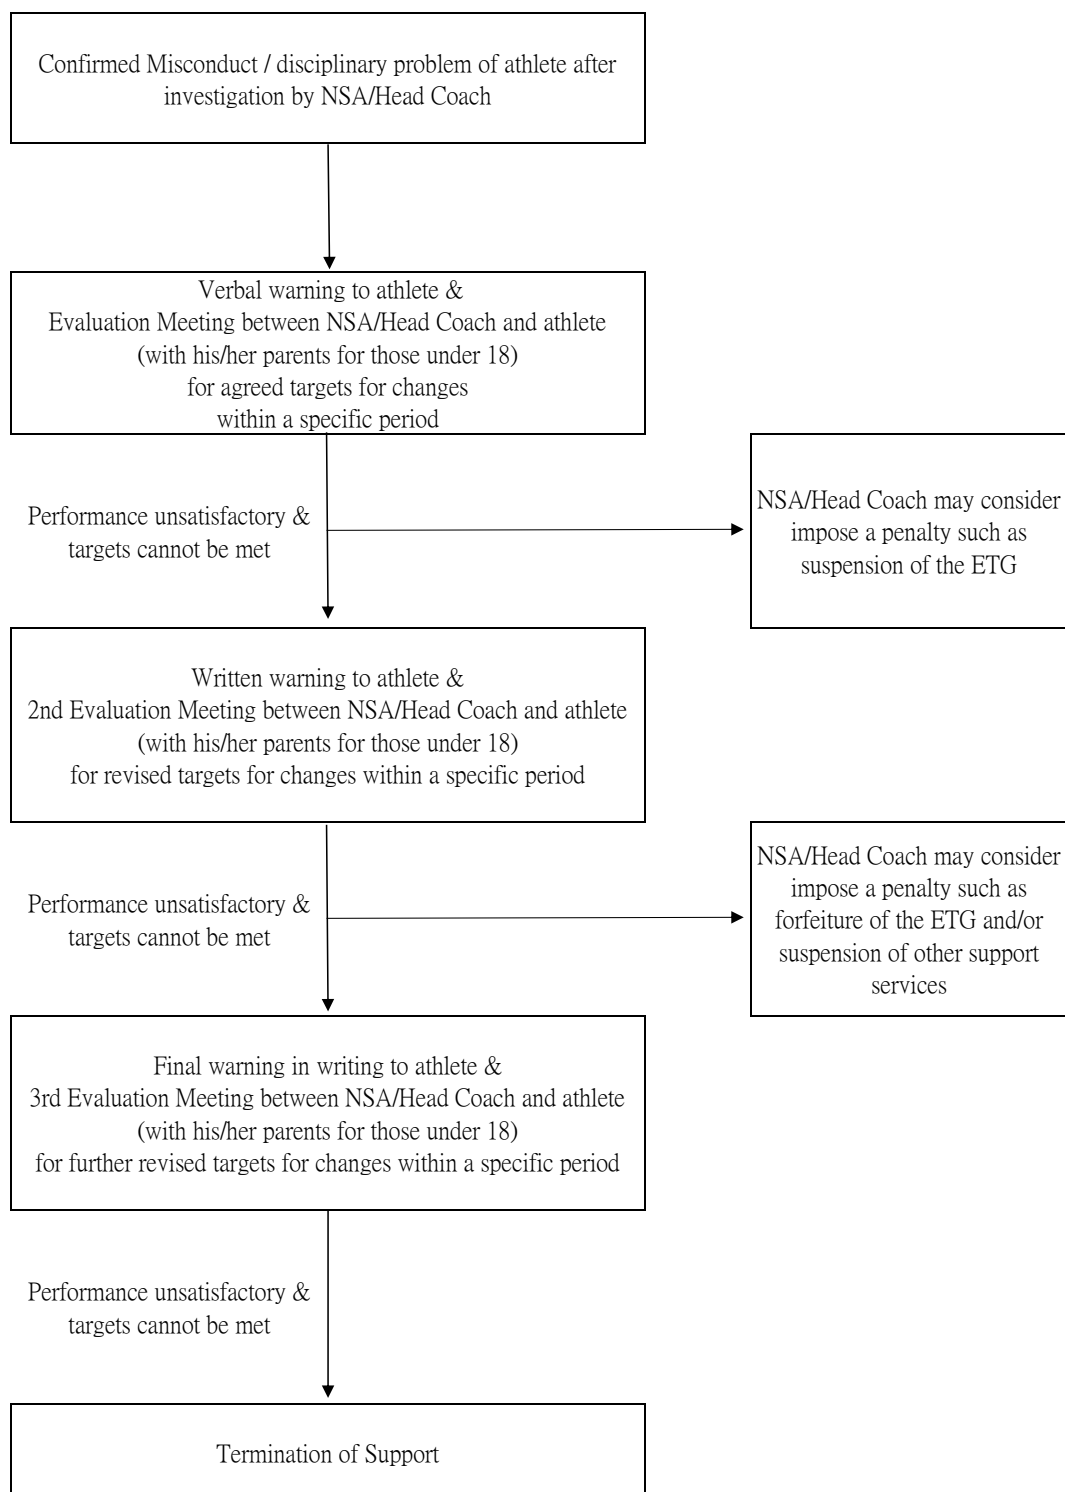 Confirmed Misconduct / disciplinary problem of athlete after
investigation by NSA/Head Coach
Verbal warning to athlete &
Evaluation Meeting between NSA/Head Coach and athlete
(with his/her parents for those under 18)
for agreed targets for changes
within a specific period
Performance unsatisfactory &
targets cannot be met
NSA/Head Coach may consider
impose a penalty such as
suspension of the ETG
Written warning to athlete &
2nd Evaluation Meeting between NSA/Head Coach and athlete
(with his/her parents for those under 18)
for revised targets for changes within a specific period
Performance unsatisfactory &
targets cannot be met
NSA/Head Coach may consider
impose a penalty such as
forfeiture of the ETG and/or
suspension of other support
services
Final warning in writing to athlete &
3rd Evaluation Meeting between NSA/Head Coach and athlete
(with his/her parents for those under 18)
for further revised targets for changes within a specific period
Performance unsatisfactory &
targets cannot be met
Termination of Support